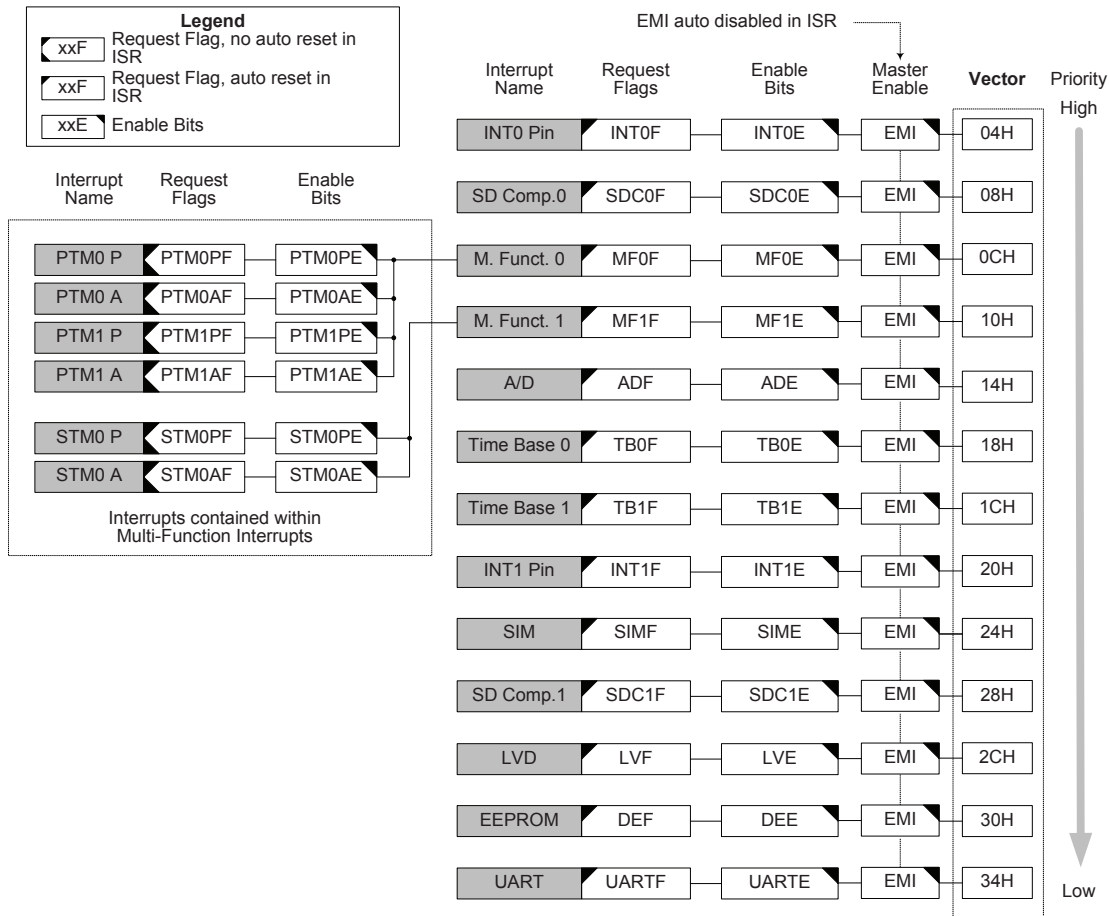 Legend
xxF Request Flag, no auto reset in
ISR
xxF Request Flag, auto reset in
ISR
xxE Enable Bits
EMI auto disabled in ISR
Interrupt Name Request Flags Enable Bits Master Enable Vector Priority
High
INT0 Pin INT0F INT0E EMI 04H
SD Comp.0 SDC0F SDC0E EMI 08H
M. Funct. 0 MF0F MF0E EMI 0CH
M. Funct. 1 MF1F MF1E EMI 10H
A/D ADF ADE EMI 14H
Time Base 0 TB0F TB0E EMI 18H
Time Base 1 TB1F TB1E EMI 1CH
INT1 Pin INT1F INT1E EMI 20H
SIM SIMF SIME EMI 24H
SD Comp.1 SDC1F SDC1E EMI 28H
LVD LVF LVE EMI 2CH
EEPROM DEF DEE EMI 30H
UART UARTF UARTE EMI 34H
Low
Interrupt Name Request Flags Enable Bits
PTM0 P PTM0PF PTM0PE
PTM0 A PTM0AF PTM0AE
PTM1 P PTM1PF PTM1PE
PTM1 A PTM1AF PTM1AE
STM0 P STM0PF STM0PE
STM0 A STM0AF STM0AE
Interrupts contained within
Multi-Function Interrupts